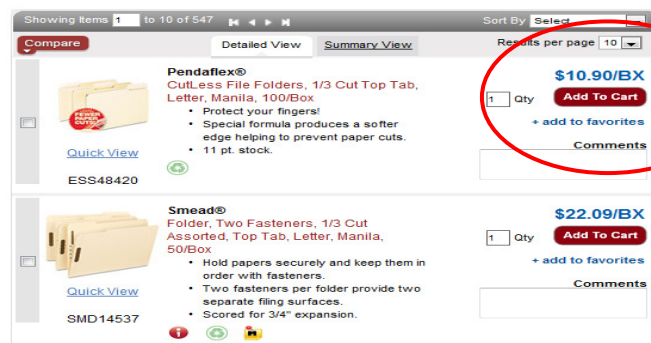 Showing Items 1 to 10 of 547 Sort By Select
Compare Detailed View Summary View Results per page 10
Pendaflex®
CutLess File Folders, 1/3 Cut Top Tab,
Letter, Manila, 100/Box
• Protect your fingers!
• Special formula produces a softer
edge helping to prevent paper cuts.
• 11 pt. stock.
FEWER
PAPER
CUTS!
Quick View
ESS48420
$10.90/BX
1 Qty Add To Cart
+ add to favorites
Comments
Smead®
Folder, Two Fasteners, 1/3 Cut
Assorted, Top Tab, Letter, Manila,
50/Box
• Hold papers securely and keep them in
order with fasteners.
• Two fasteners per folder provide two
separate filing surfaces.
• Scored for 3/4" expansion.
Quick View
SMD14537
$22.09/BX
1 Qty Add To Cart
+ add to favorites
Comments